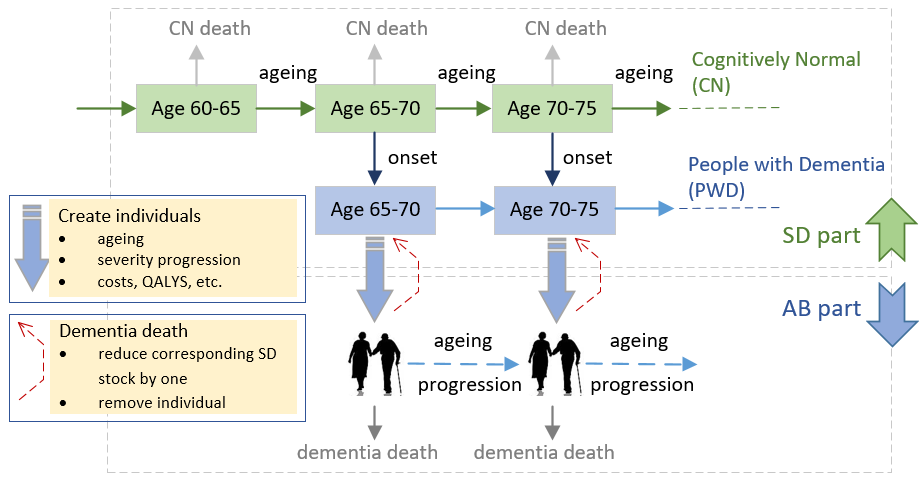 CN death
CN death
CN death
ageing
ageing
ageing
Cognitively Normal
(CN)
Age 60-65
Age 65-70
Age 70-75
onset
onset
People with Dementia
(PWD)
Age 65-70
Age 70-75
SD part
AB part
Create individuals
• ageing
• severity progression
• costs, QALYS, etc.
Dementia death
• reduce corresponding SD
stock by one
• remove individual
ageing
progression
ageing
progression
dementia death
dementia death